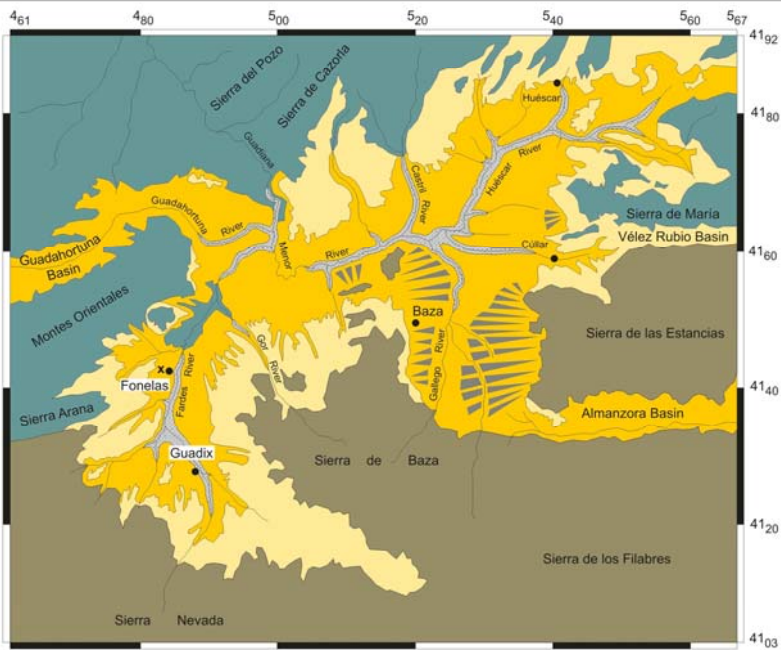 461 480 500 520 540 560 567
4192
Sierra del Pozo
Sierra de Cazorla
Huéscar
4180
Guadiana
Castril River
Huéscar River
Guadahortuna River
Sierra de María
Menor
River
Cúllar
Vélez Rubio Basin
Guadahortuna
Basin
4160
Montes Orientales
Baza
Sierra de las Estancias
Gor River
Gallego River
X
Fonelas
Fardes River
4140
Sierra Arana
Almanzora Basin
Guadix
Sierra de Baza
4120
Sierra de los Filabres
Sierra Nevada
4103